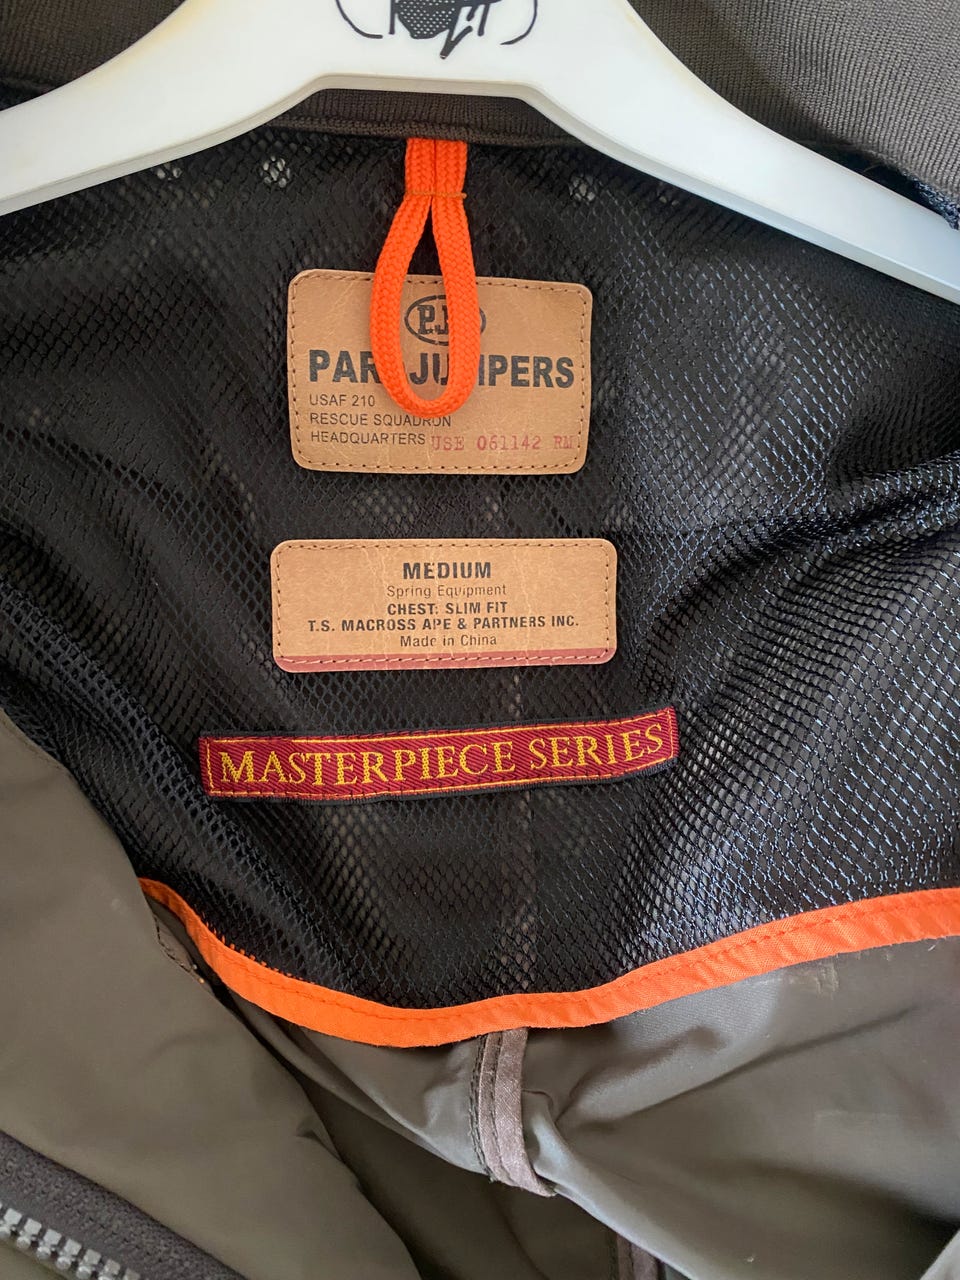 PARAJUMPERS
USAF 210
RESCUE SQUADRON
HEADQUARTERS USE 061142 RM
MEDIUM
Spring Equipment
CHEST: SLIM FIT
T.S. MACROSS APE & PARTNERS INC.
Made in China
MASTERPIECE SERIES